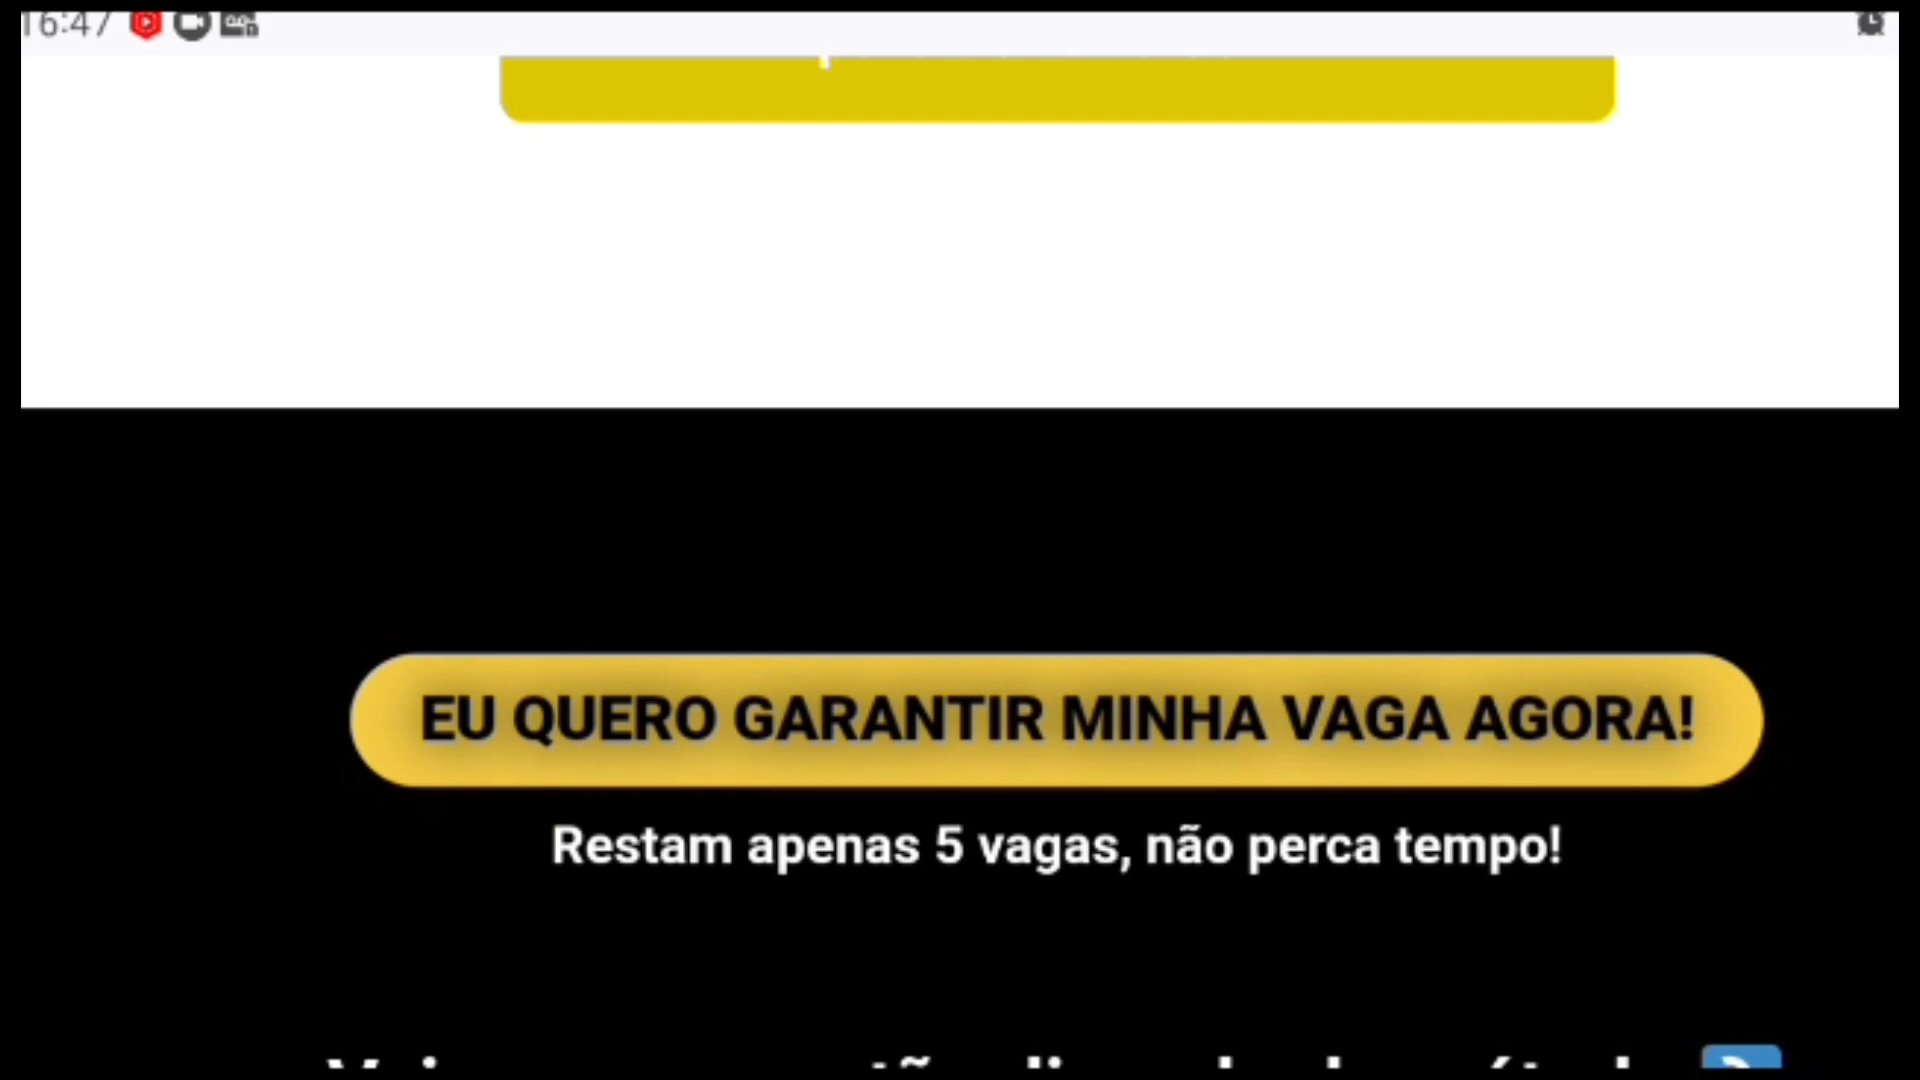 16:47
EU QUERO GARANTIR MINHA VAGA AGORA!
Restam apenas 5 vagas, não perca tempo!